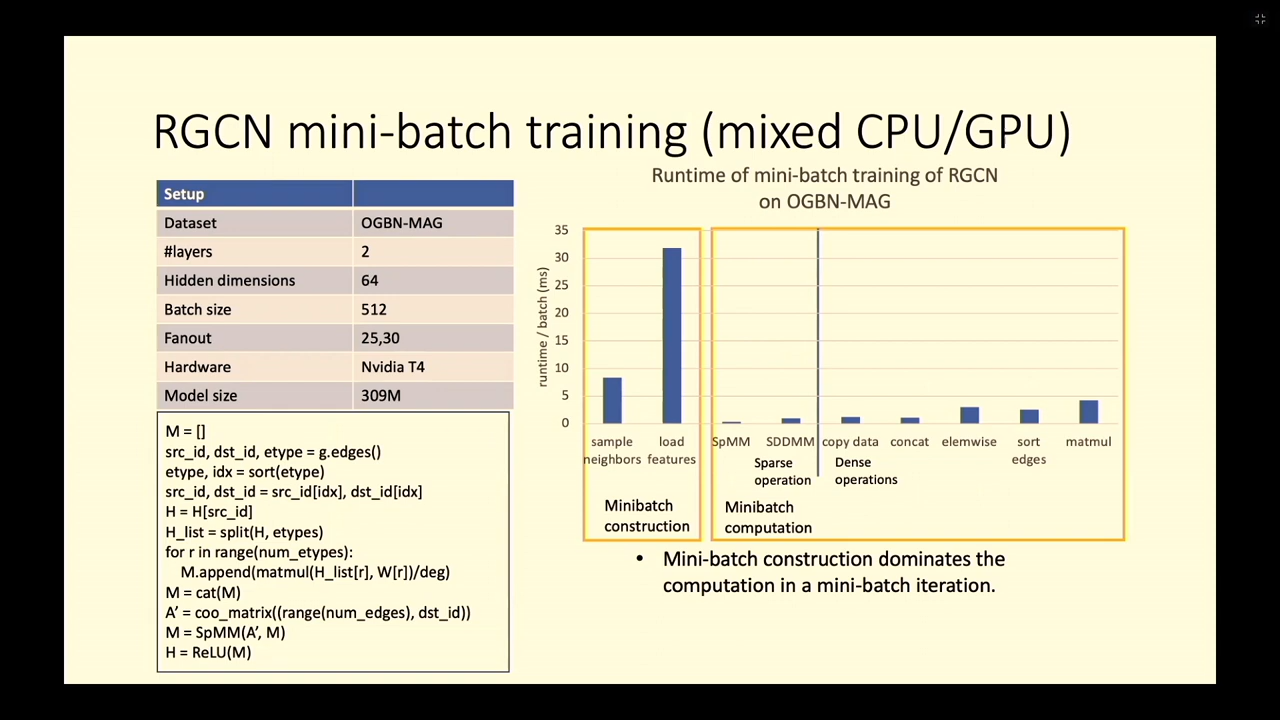 RGCN mini-batch training (mixed CPU/GPU)
Setup
Dataset OGBN-MAG
#layers 2
Hidden dimensions 64
Batch size 512
Fanout 25,30
Hardware Nvidia T4
Model size 309M
M = []
src_id, dst_id, etype = g.edges()
etype, idx = sort(etype)
src_id, dst_id = src_id[idx], dst_id[idx]
H = H[src_id]
H_list = split(H, etypes)
for r in range(num_etypes):
M.append(matmul(H_list[r], W[r])/deg)
M = cat(M)
A’ = coo_matrix((range(num_edges), dst_id))
M = SpMM(A’, M)
H = ReLU(M)
Runtime of mini-batch training of RGCN
on OGBN-MAG
runtime / batch (ms)
35
30
25
20
15
10
5
0
sample load SpMM SDDMM copy data concat elemwise sort matmul
neighbors features edges
Sparse Dense
operation operations
Minibatch
construction
Minibatch
computation
• Mini-batch construction dominates the
computation in a mini-batch iteration.